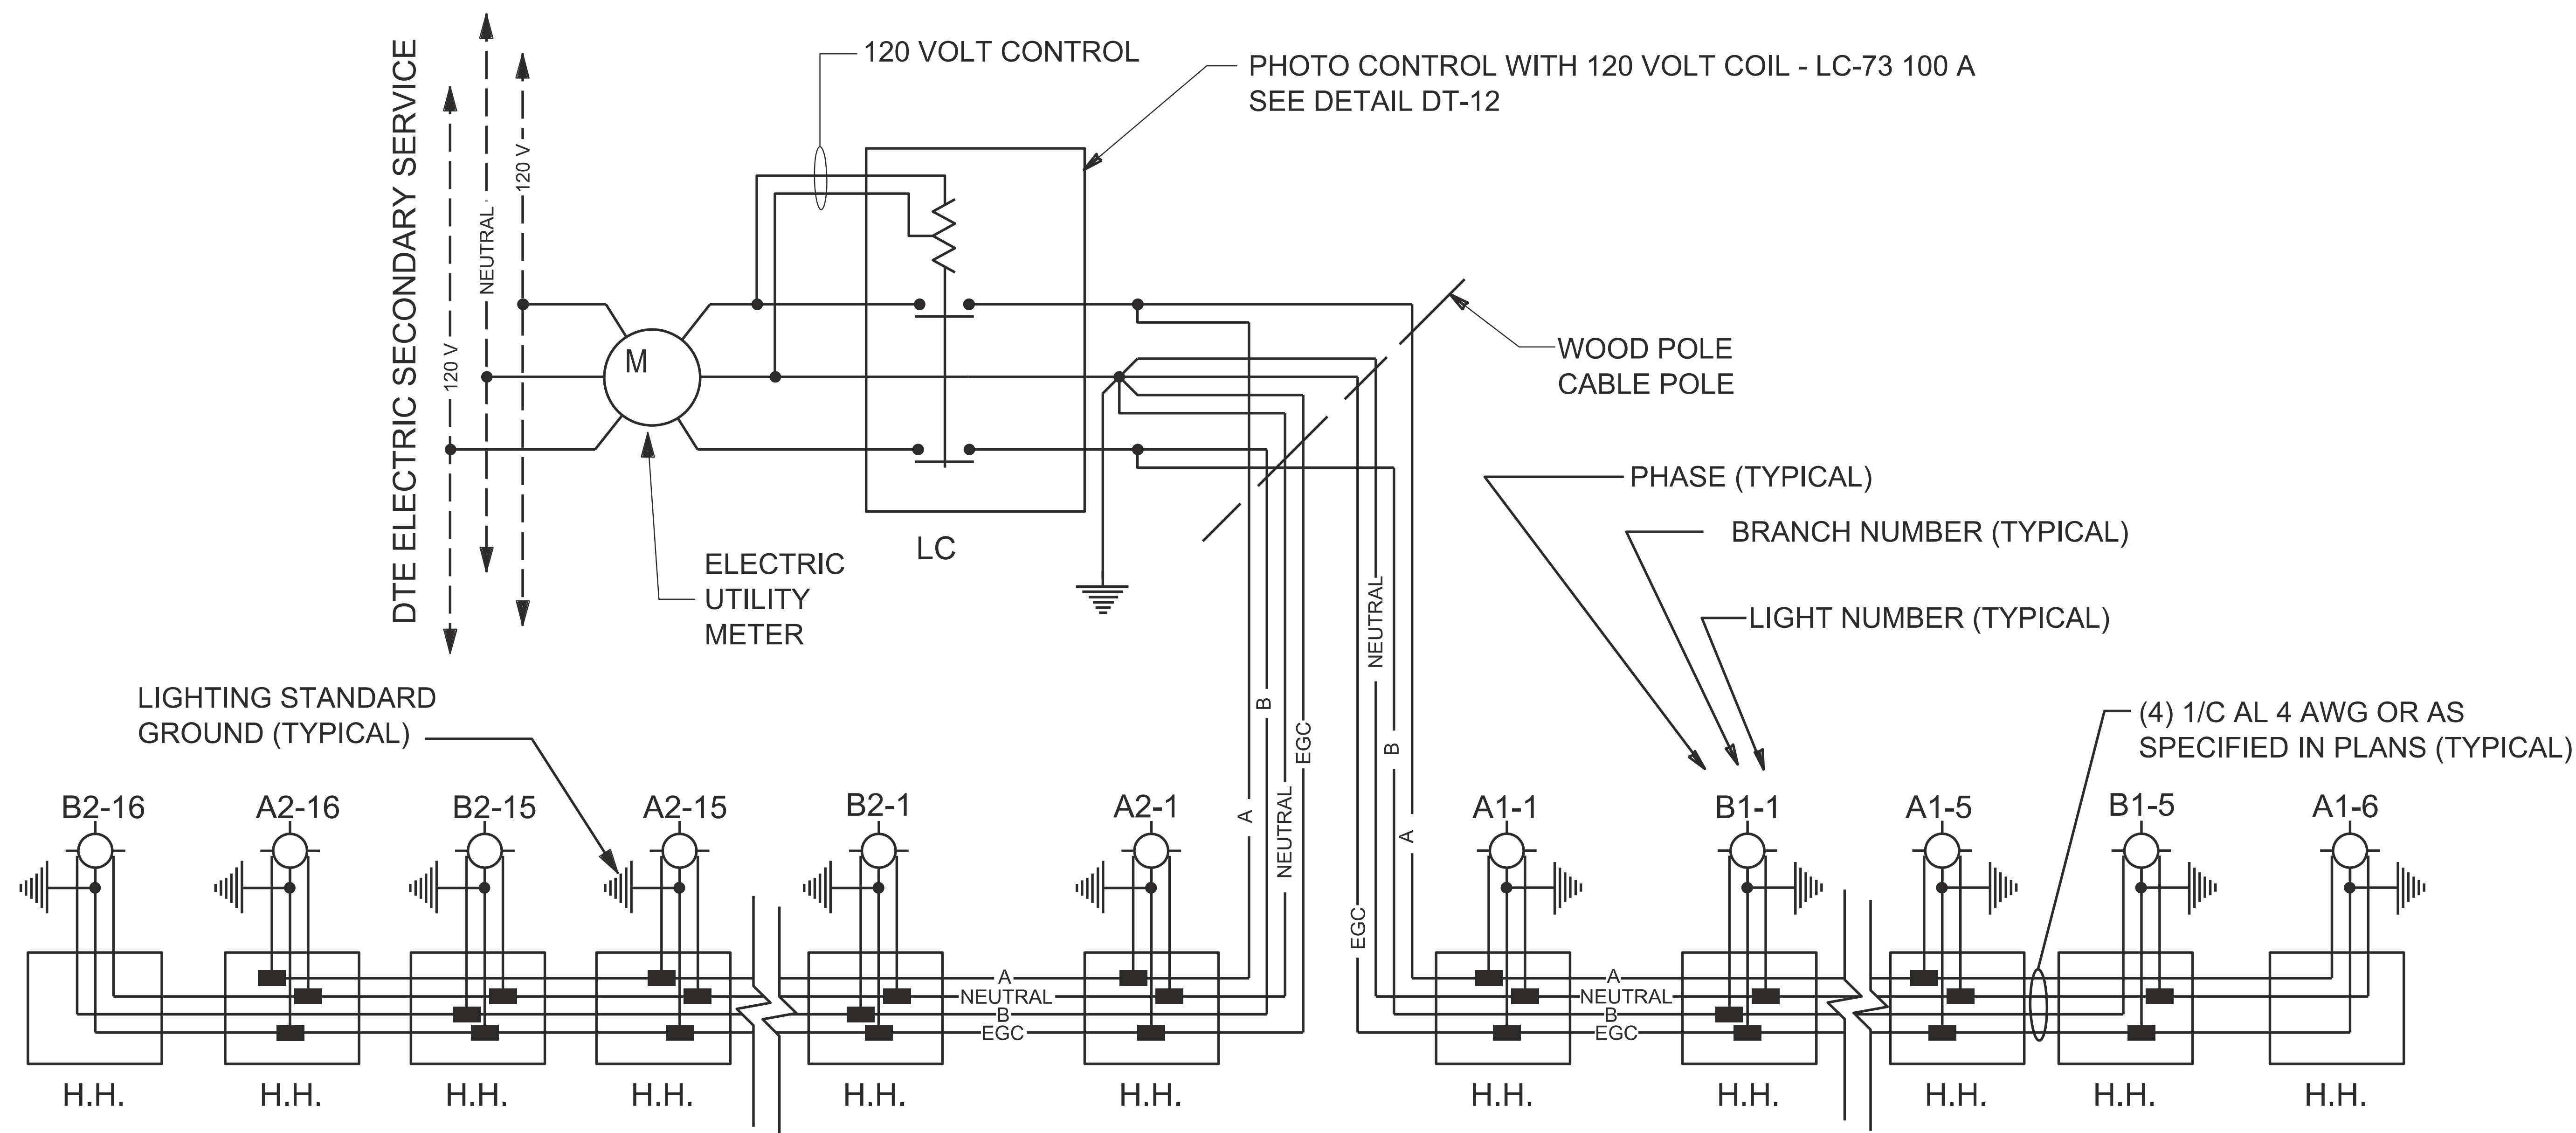 DTE ELECTRIC SECONDARY SERVICE
120 V
NEUTRAL
120 V
120 VOLT CONTROL
PHOTO CONTROL WITH 120 VOLT COIL - LC-73 100 A
SEE DETAIL DT-12
M
LC
ELECTRIC
UTILITY
METER
WOOD POLE
CABLE POLE
PHASE (TYPICAL)
BRANCH NUMBER (TYPICAL)
LIGHT NUMBER (TYPICAL)
LIGHTING STANDARD
GROUND (TYPICAL)
(4) 1/C AL 4 AWG OR AS
SPECIFIED IN PLANS (TYPICAL)
A
B
NEUTRAL
EGC
EGC
NEUTRAL
B
A
B2-16
A2-16
B2-15
A2-15
B2-1
A2-1
A1-1
B1-1
A1-5
B1-5
A1-6
A
NEUTRAL
B
EGC
A
NEUTRAL
B
EGC
H.H.
H.H.
H.H.
H.H.
H.H.
H.H.
H.H.
H.H.
H.H.
H.H.
H.H.